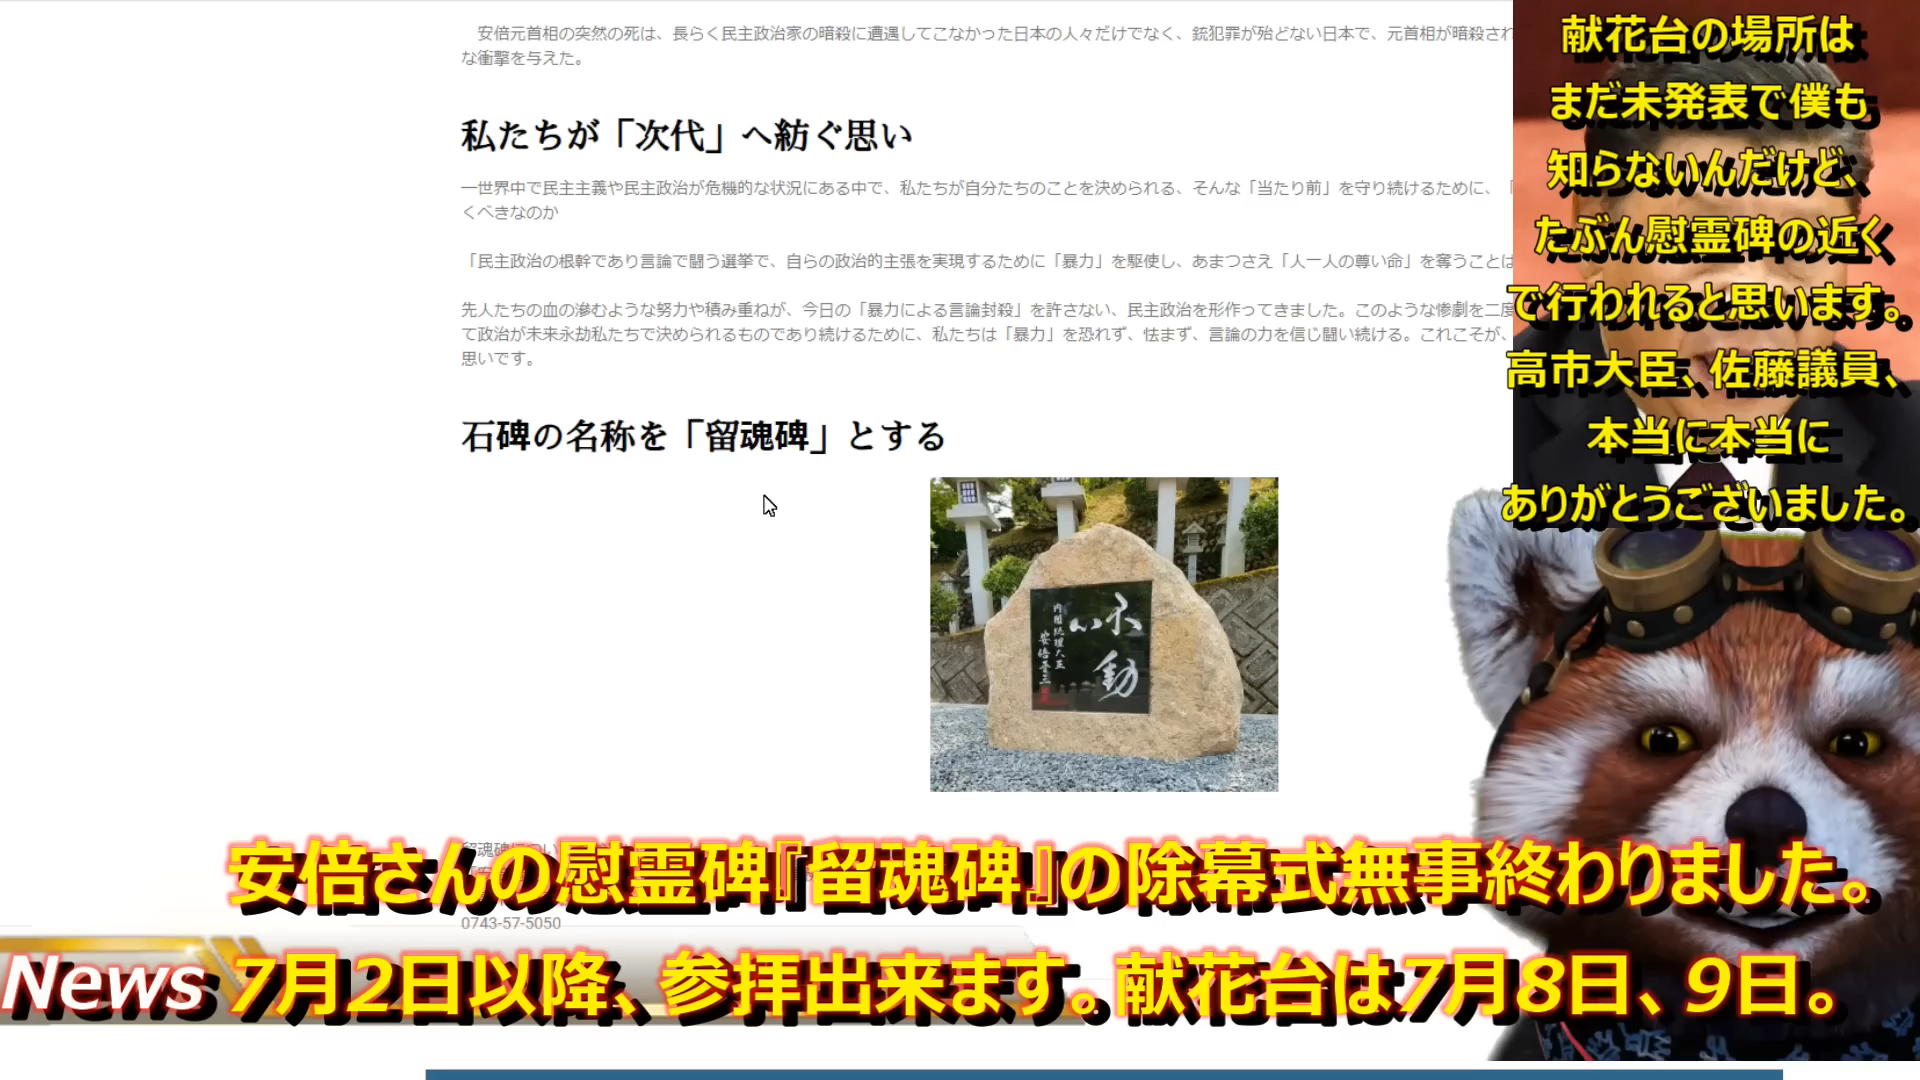 安倍元首相の突然の死は、長らく民主政治家の暗殺に遭遇してこなかった日本の人々だけでなく、銃犯罪が殆どない日本で、元首相が暗殺され
な衝撃を与えた。
私たちが「次代」へ紡ぐ思い
―世界中で民主主義や民主政治が危機的な状況にある中で、私たちが自分たちのことを決められる、そんな「当たり前」を守り続けるために、「
くべきなのか
「民主政治の根幹であり言論で闘う選挙で、自らの政治的主張を実現するために「暴力」を駆使し、あまつさえ「人一人の尊い命」を奪うことは
先人たちの血の滲むような努力や積み重ねが、今日の「暴力による言論封殺」を許さない、民主政治を形作ってきました。このような惨劇を二度
て政治が未来永劫私たちで決められるものであり続けるために、私たちは「暴力」を恐れず、怯まず、言論の力を信じ闘い続ける。これこそが、
思いです。
石碑の名称を「留魂碑」とする
不動心
内閣総理大臣
安倍晋三
0743-57-5050
献花台の場所は
まだ未発表で僕も
知らないんだけど、
たぶん慰霊碑の近く
で行われると思います。
高市大臣、佐藤議員、
本当に本当に
ありがとうございました。
安倍さんの慰霊碑『留魂碑』の除幕式無事終わりました。
News
7月2日以降、参拝出来ます。献花台は7月8日、9日。